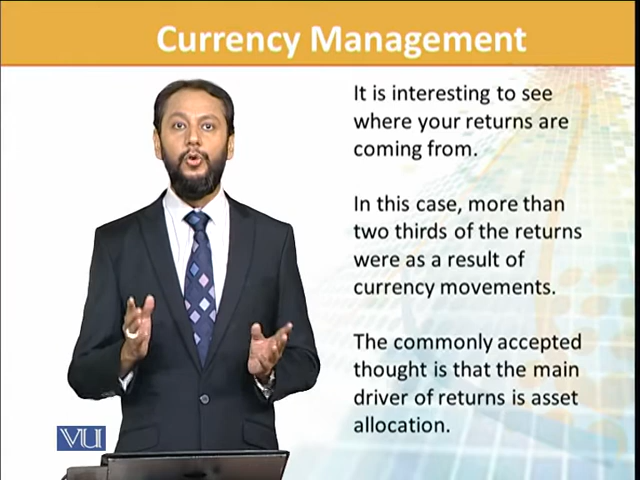 Currency Management
It is interesting to see
where your returns are
coming from.
In this case, more than
two thirds of the returns
were as a result of
currency movements.
The commonly accepted
thought is that the main
driver of returns is asset
allocation.
VU